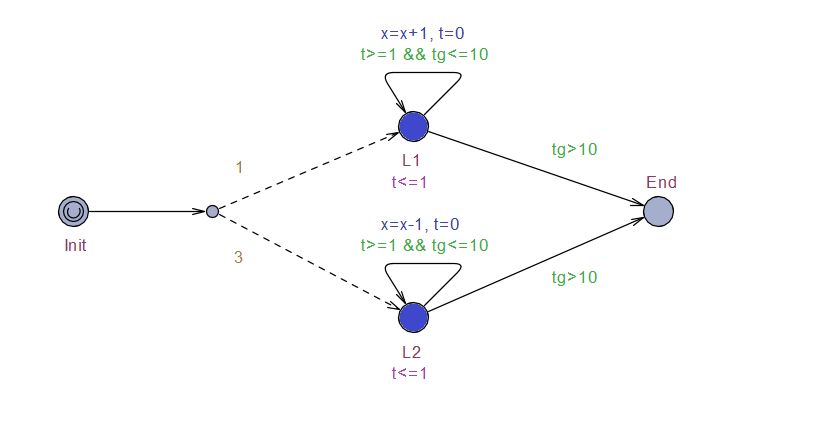 x=x+1, t=0
t>=1 && tg<=10
1
L1
t<=1
tg>10
End
Init
x=x-1, t=0
t>=1 && tg<=10
3
tg>10
L2
t<=1